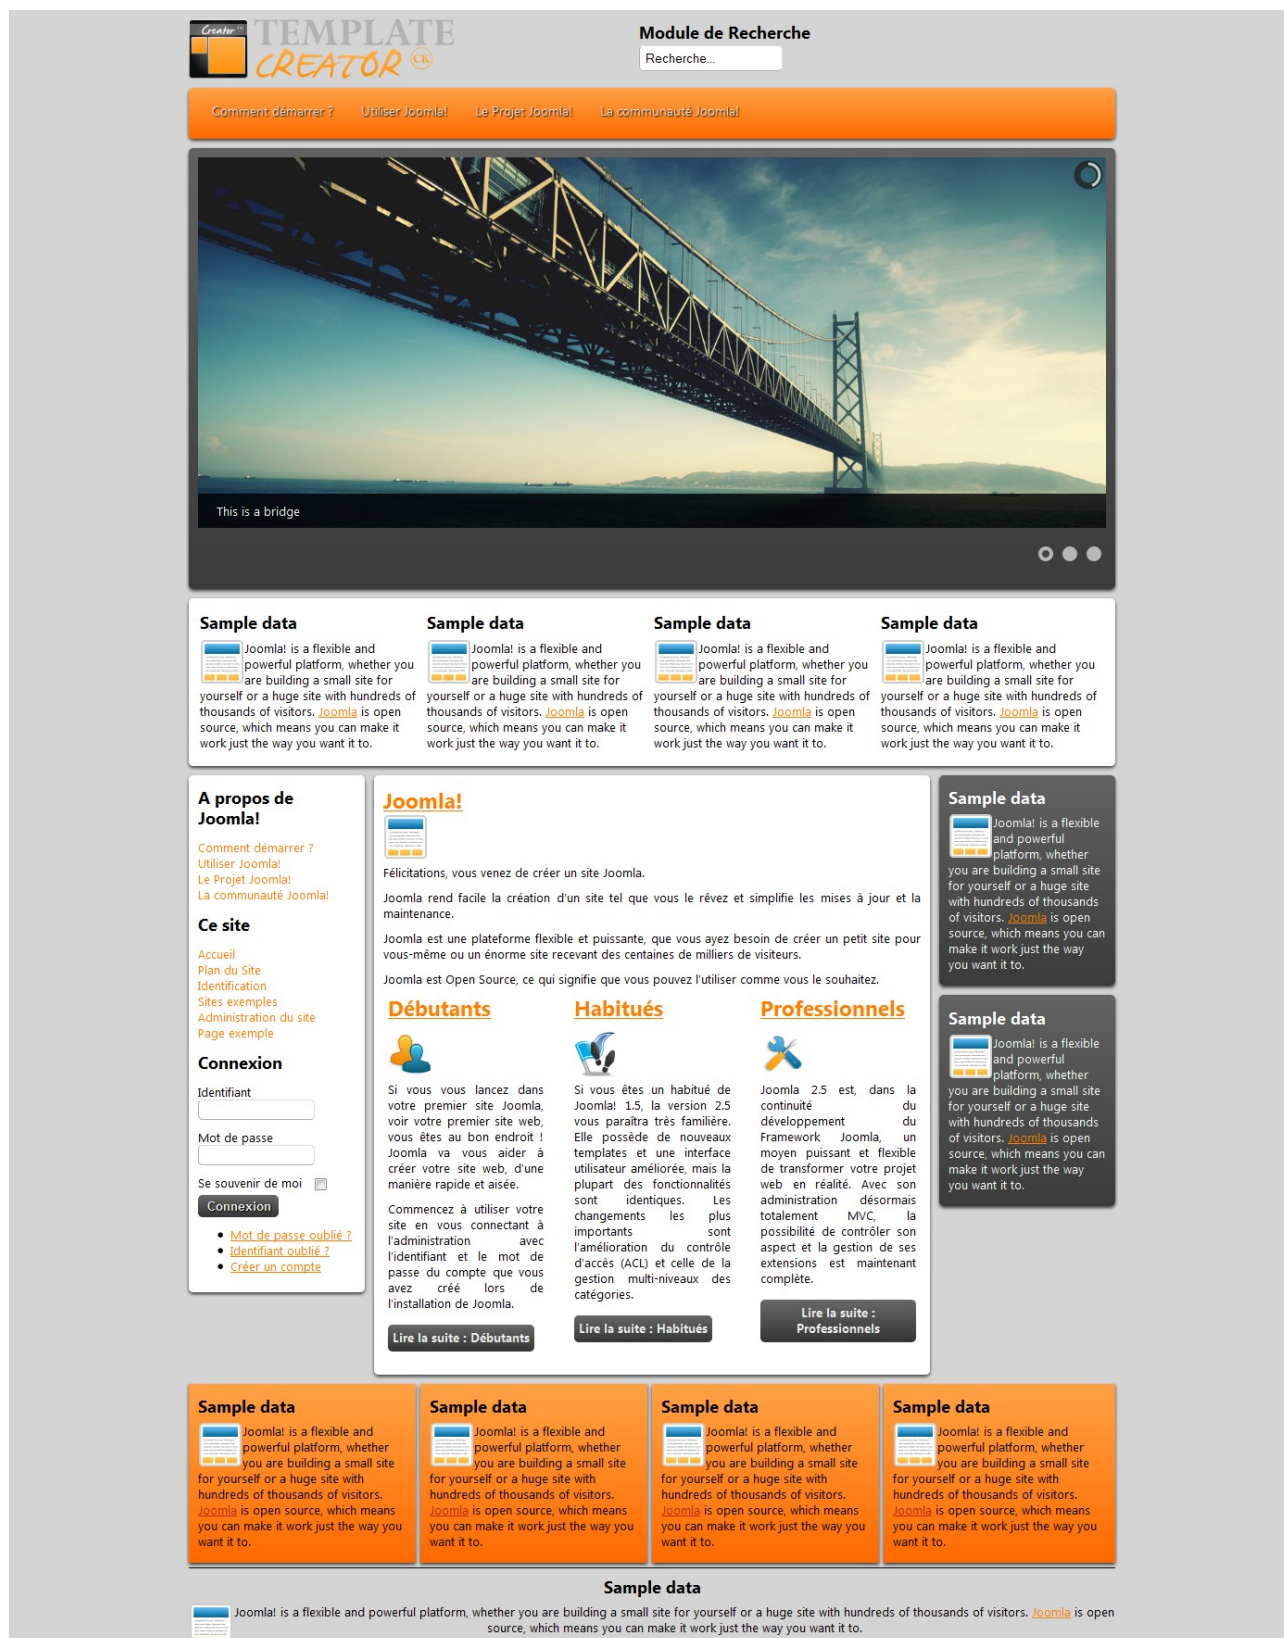 Creator
TEMPLATE
CREATOR CK
Module de Recherche
Recherche...
Comment démarrer ? Utiliser Joomla! Le Projet Joomla! La communauté Joomla!
This is a bridge
Sample data
Joomla! is a flexible and
powerful platform, whether you
are building a small site for
yourself or a huge site with hundreds of
thousands of visitors. Joomla is open
source, which means you can make it
work just the way you want it to.
Sample data
Joomla! is a flexible and
powerful platform, whether you
are building a small site for
yourself or a huge site with hundreds of
thousands of visitors. Joomla is open
source, which means you can make it
work just the way you want it to.
Sample data
Joomla! is a flexible and
powerful platform, whether you
are building a small site for
yourself or a huge site with hundreds of
thousands of visitors. Joomla is open
source, which means you can make it
work just the way you want it to.
Sample data
Joomla! is a flexible and
powerful platform, whether you
are building a small site for
yourself or a huge site with hundreds of
thousands of visitors. Joomla is open
source, which means you can make it
work just the way you want it to.
A propos de
Joomla!
Comment démarrer ?
Utiliser Joomla!
Le Projet Joomla!
La communauté Joomla!
Ce site
Accueil
Plan du Site
Identification
Sites exemples
Administration du site
Page exemple
Connexion
Identifiant
Mot de passe
Se souvenir de moi
Connexion
Mot de passe oublié ?
Identifiant oublié ?
Créer un compte
Joomla!
Félicitations, vous venez de créer un site Joomla.
Joomla rend facile la création d'un site tel que vous le rêvez et simplifie les mises à jour et la
maintenance.
Joomla est une plateforme flexible et puissante, que vous ayez besoin de créer un petit site pour
vous-même ou un énorme site recevant des centaines de milliers de visiteurs.
Joomla est Open Source, ce qui signifie que vous pouvez l'utiliser comme vous le souhaitez.
Débutants
Si vous vous lancez dans
votre premier site Joomla,
voir votre premier site web,
vous êtes au bon endroit !
Joomla va vous aider à
créer votre site web, d'une
manière rapide et aisée.
Commencez à utiliser votre
site en vous connectant à
l'administration avec
l'identifiant et le mot de
passe du compte que vous
avez créé lors de
l'installation de Joomla.
Lire la suite : Débutants
Habitués
Si vous êtes un habitué de
Joomla! 1.5, la version 2.5
vous paraîtra très familière.
Elle possède de nouveaux
templates et une interface
utilisateur améliorée, mais la
plupart des fonctionnalités
sont identiques. Les
changements les plus
importants sont
l'amélioration du contrôle
d'accès (ACL) et celle de la
gestion multi-niveaux des
catégories.
Lire la suite : Habitués
Professionnels
Joomla 2.5 est, dans la
continuité du
développement du
Framework Joomla, un
moyen puissant et flexible
de transformer votre projet
web en réalité. Avec son
administration désormais
totalement MVC, la
possibilité de contrôler son
aspect et la gestion de ses
extensions est maintenant
complète.
Lire la suite :
Professionnels
Sample data
Joomla! is a flexible
and powerful
platform, whether
you are building a small site
for yourself or a huge site
with hundreds of thousands
of visitors. Joomla is open
source, which means you can
make it work just the way
you want it to.
Sample data
Joomla! is a flexible
and powerful
platform, whether
you are building a small site
for yourself or a huge site
with hundreds of thousands
of visitors. Joomla is open
source, which means you can
make it work just the way
you want it to.
Sample data
Joomla! is a flexible and
powerful platform, whether
you are building a small site
for yourself or a huge site with
hundreds of thousands of visitors.
Joomla is open source, which means
you can make it work just the way you
want it to.
Sample data
Joomla! is a flexible and
powerful platform, whether
you are building a small site
for yourself or a huge site with
hundreds of thousands of visitors.
Joomla is open source, which means
you can make it work just the way you
want it to.
Sample data
Joomla! is a flexible and
powerful platform, whether
you are building a small site
for yourself or a huge site with
hundreds of thousands of visitors.
Joomla is open source, which means
you can make it work just the way you
want it to.
Sample data
Joomla! is a flexible and
powerful platform, whether
you are building a small site
for yourself or a huge site with
hundreds of thousands of visitors.
Joomla is open source, which means
you can make it work just the way you
want it to.
Sample data
Joomla! is a flexible and powerful platform, whether you are building a small site for yourself or a huge site with hundreds of thousands of visitors. Joomla is open
source, which means you can make it work just the way you want it to.